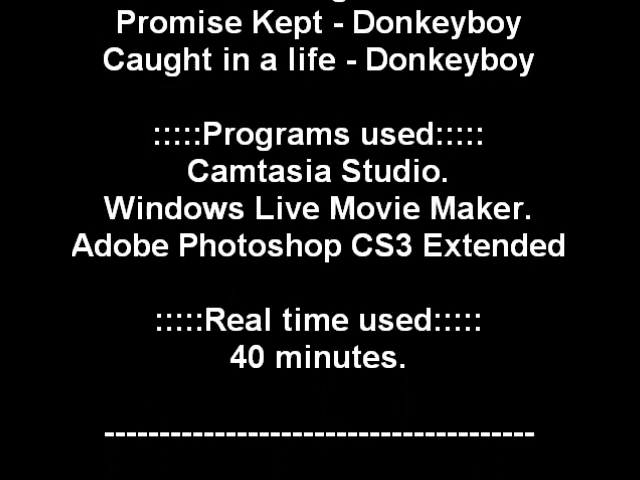 Promise Kept - Donkeyboy
Caught in a life - Donkeyboy
:::::Programs used:::::
Camtasia Studio.
Windows Live Movie Maker.
Adobe Photoshop CS3 Extended
:::::Real time used:::::
40 minutes.
----------------------------------------